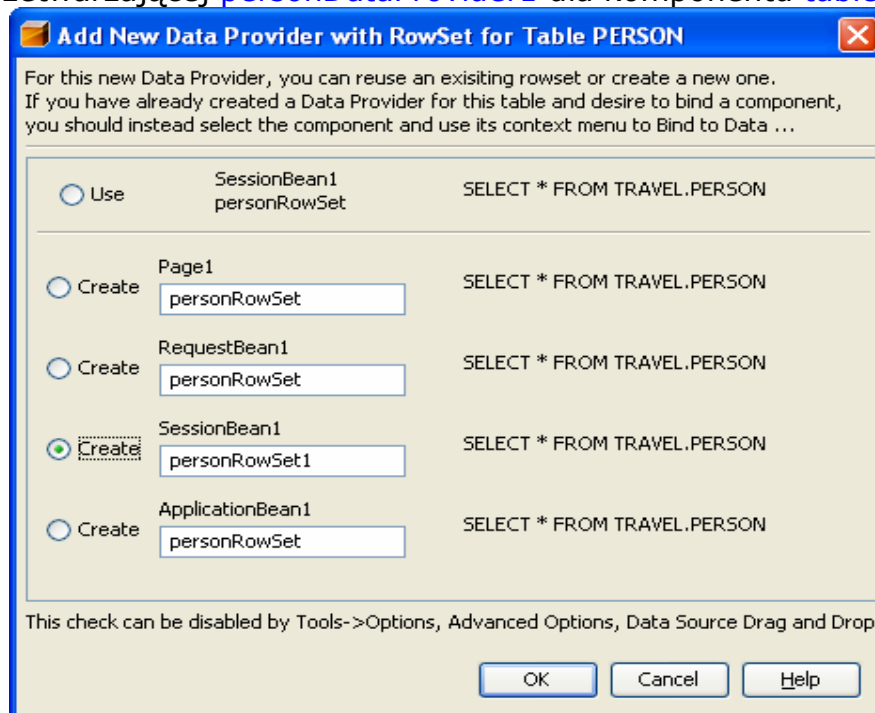 personDataProvider1 dla komponentu table
Add New Data Provider with RowSet for Table PERSON
For this new Data Provider, you can reuse an exisiting rowset or create a new one.
If you have already created a Data Provider for this table and desire to bind a component,
you should instead select the component and use its context menu to Bind to Data ...
Use SessionBean1 personRowSet SELECT * FROM TRAVEL.PERSON
Page1
Create personRowSet SELECT * FROM TRAVEL.PERSON
RequestBean1
Create personRowSet SELECT * FROM TRAVEL.PERSON
SessionBean1
Create personRowSet1 SELECT * FROM TRAVEL.PERSON
ApplicationBean1
Create personRowSet SELECT * FROM TRAVEL.PERSON
This check can be disabled by Tools->Options, Advanced Options, Data Source Drag and Drop
OK Cancel Help